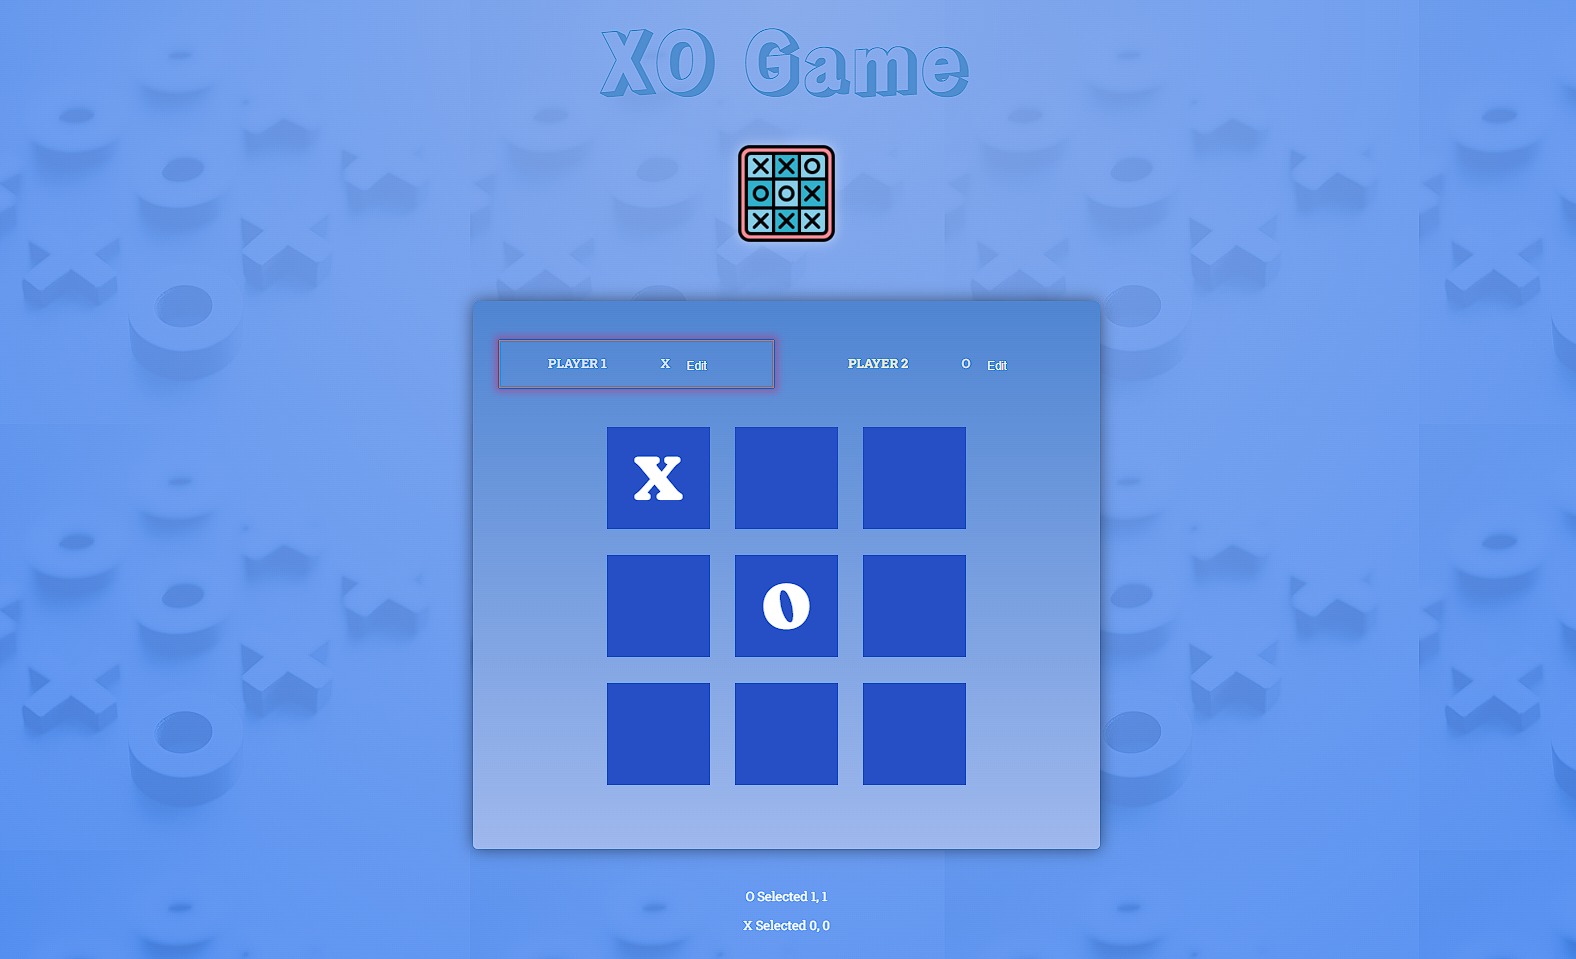 XO Game
X X O
O O X
X X X
PLAYER 1 X Edit PLAYER 2 O Edit
X
O
O Selected 1, 1
X Selected 0, 0